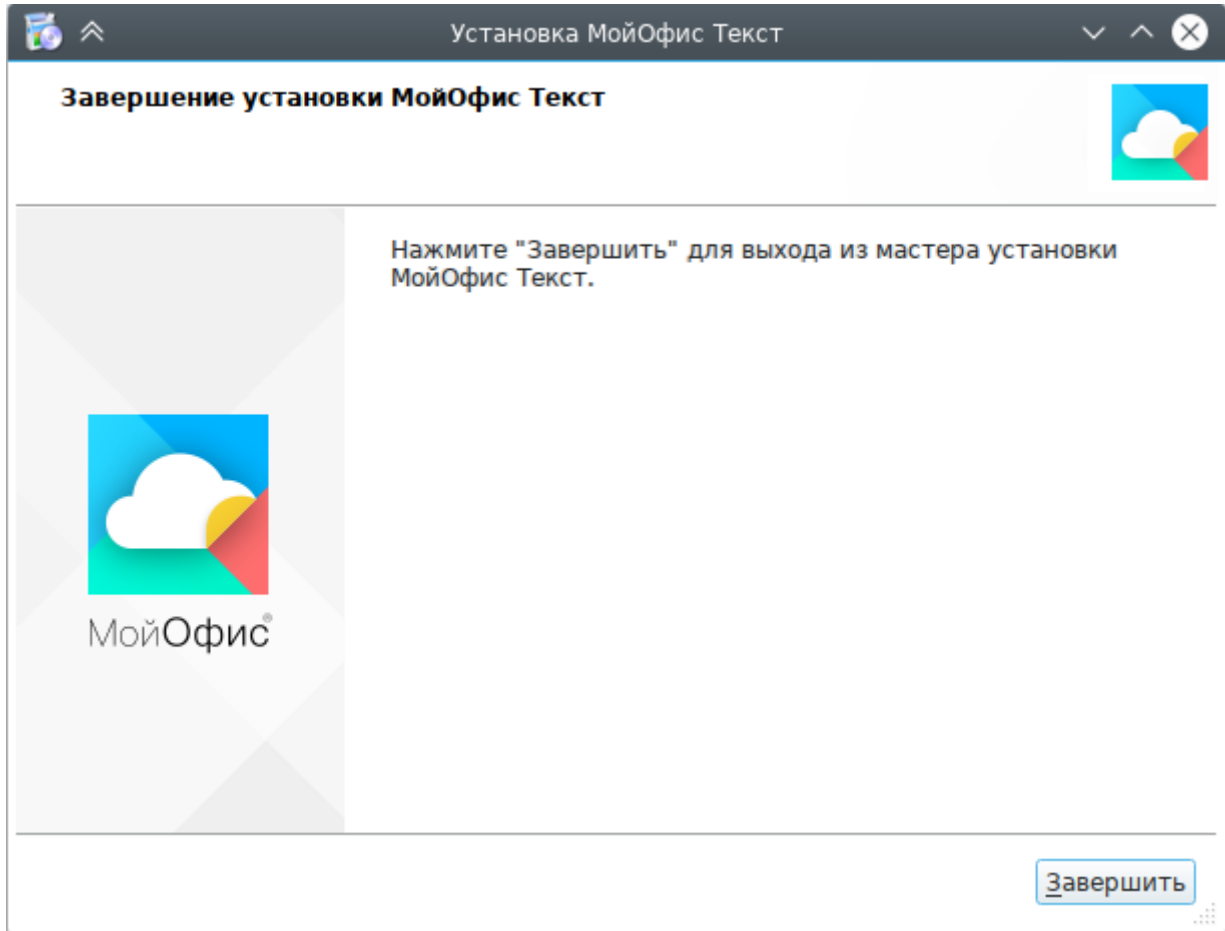 Установка МойОфис Текст
Завершение установки МойОфис Текст
Нажмите "Завершить" для выхода из мастера установки
МойОфис Текст.
МойОфис®
Завершить